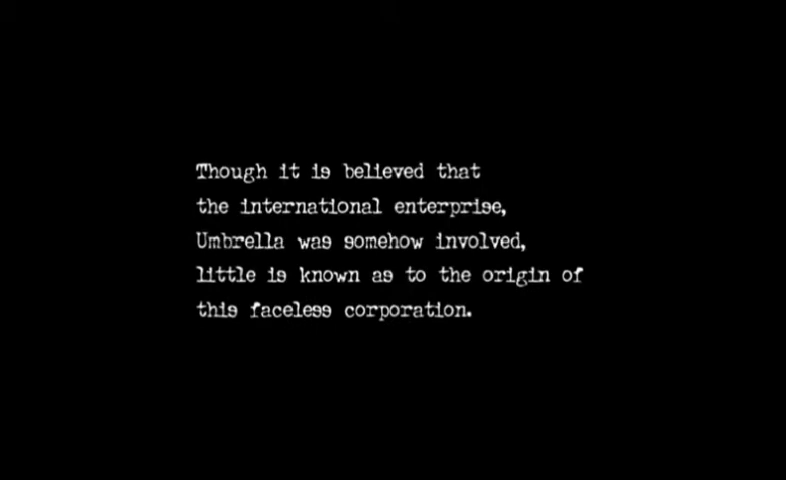 Though it is believed that
the international enterprise,
Umbrella was somehow involved,
little is known as to the origin of
this faceless corporation.